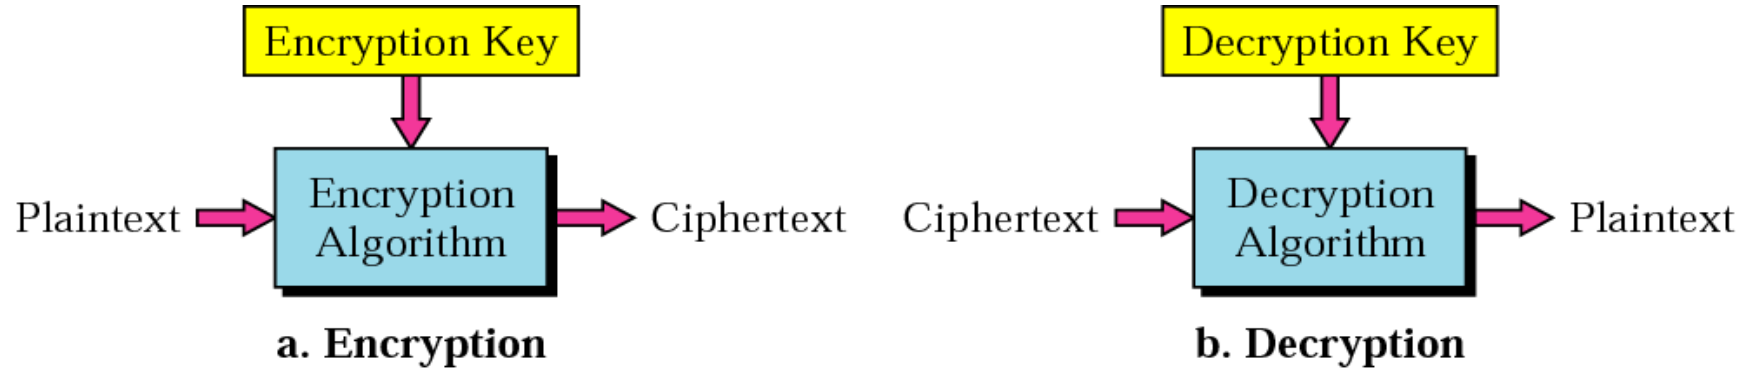 Encryption Key
Plaintext
Encryption
Algorithm
Ciphertext
a. Encryption
Decryption Key
Ciphertext
Decryption
Algorithm
Plaintext
b. Decryption